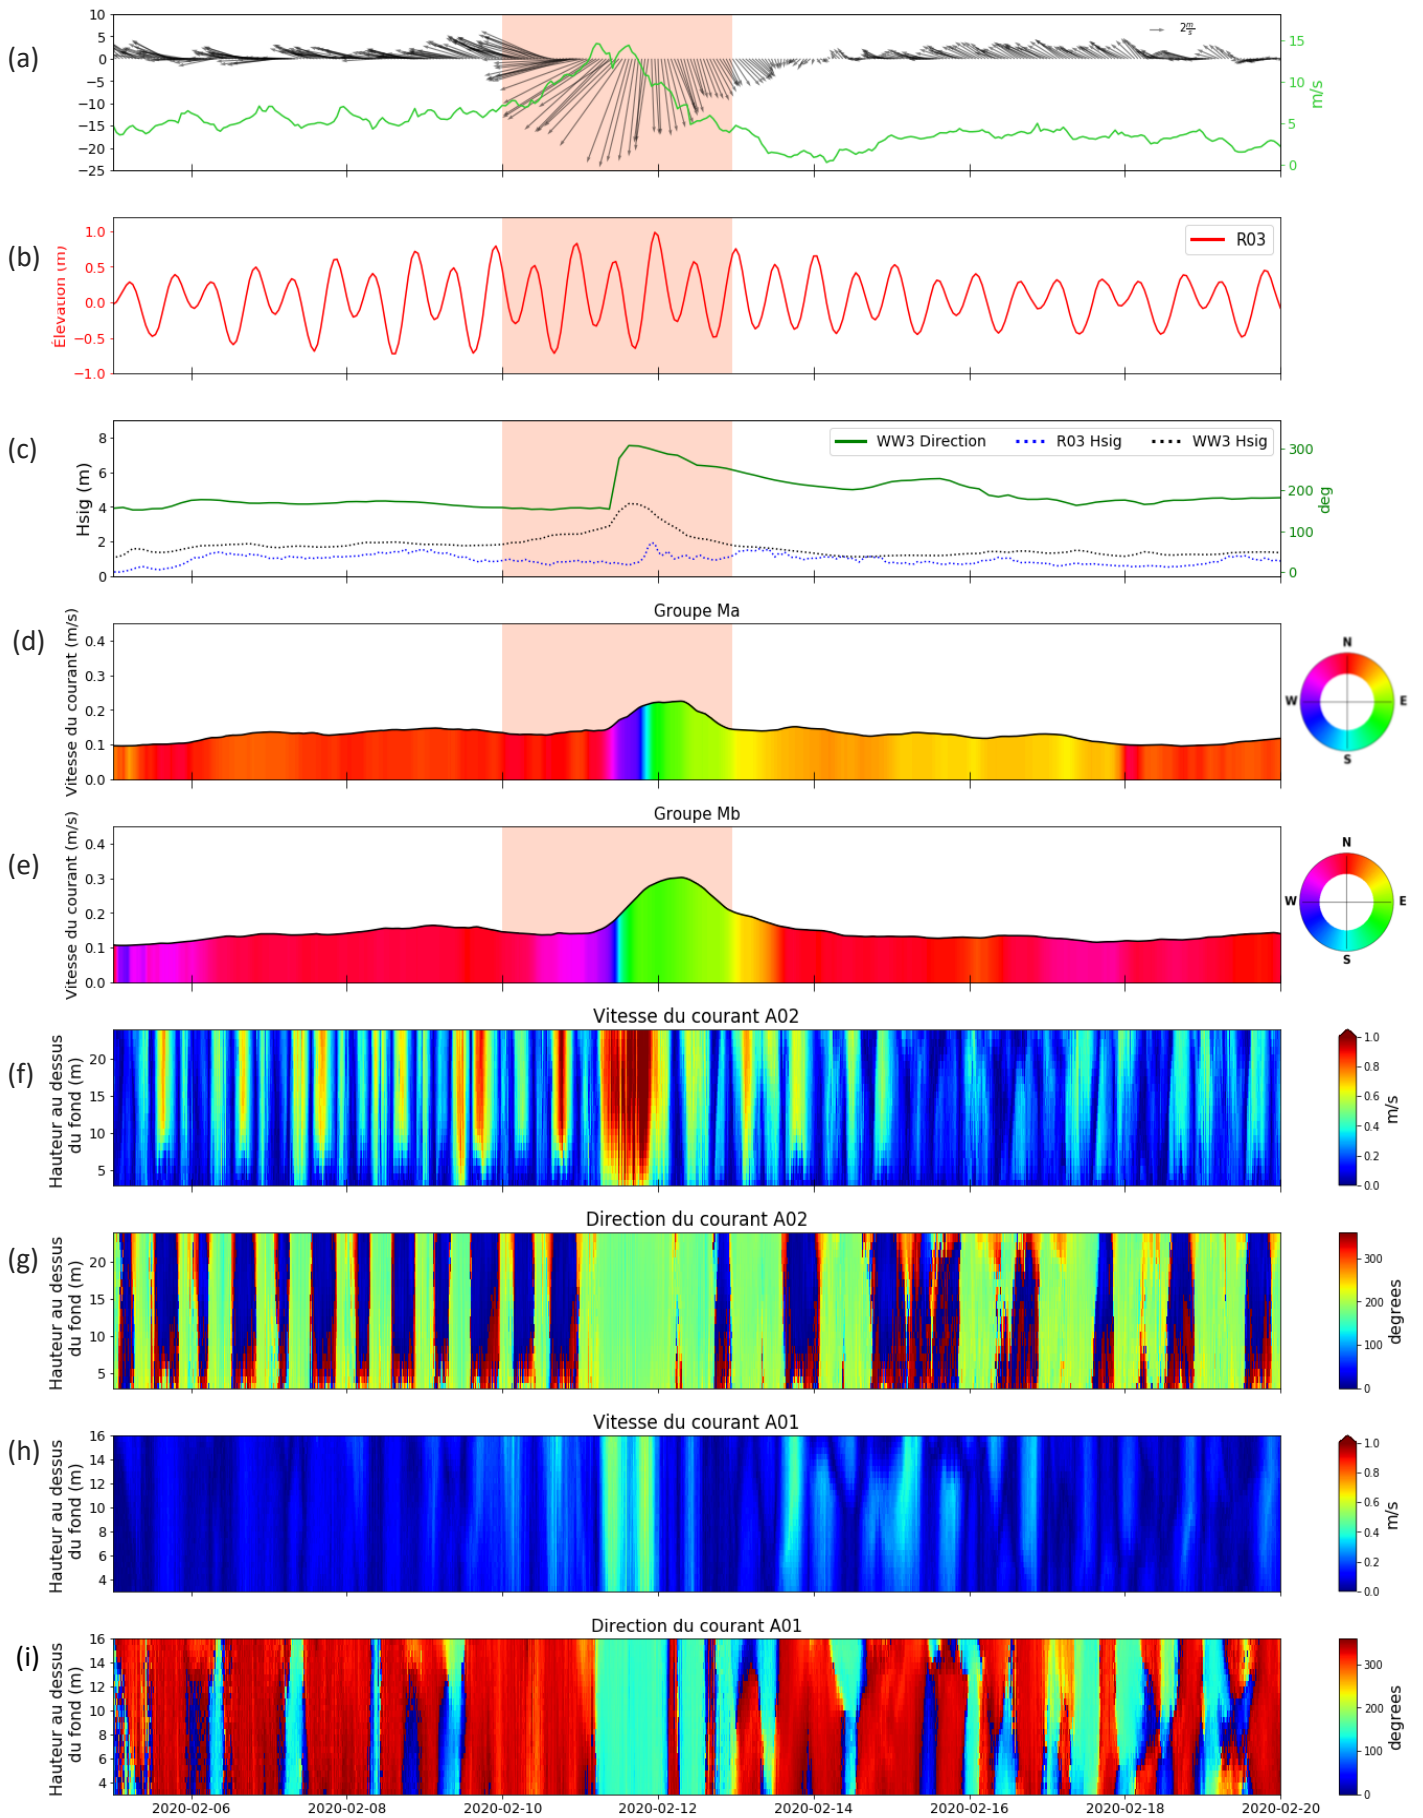 (a)
10
5
0
−5
−10
−15
−20
−25
2 m/s
15
10
5
0
m/s
(b)
Élévation (m)
1.0
0.5
0.0
−0.5
−1.0
R03
(c)
Hsig (m)
8
6
4
2
0
WW3 Direction
R03 Hsig
WW3 Hsig
300
200
100
0
deg
Groupe Ma
(d)
Vitesse du courant (m/s)
0.4
0.3
0.2
0.1
0.0
N
W
E
S
Groupe Mb
(e)
Vitesse du courant (m/s)
0.4
0.3
0.2
0.1
0.0
N
W
E
S
Vitesse du courant A02
(f)
Hauteur au dessus
du fond (m)
20
15
10
5
1.0
0.8
0.6
0.4
0.2
0.0
m/s
Direction du courant A02
(g)
Hauteur au dessus
du fond (m)
20
15
10
5
300
200
100
0
degrees
Vitesse du courant A01
(h)
Hauteur au dessus
du fond (m)
16
14
12
10
8
6
4
1.0
0.8
0.6
0.4
0.2
0.0
m/s
Direction du courant A01
(i)
Hauteur au dessus
du fond (m)
16
14
12
10
8
6
4
300
200
100
0
degrees
2020-02-06
2020-02-08
2020-02-10
2020-02-12
2020-02-14
2020-02-16
2020-02-18
2020-02-20